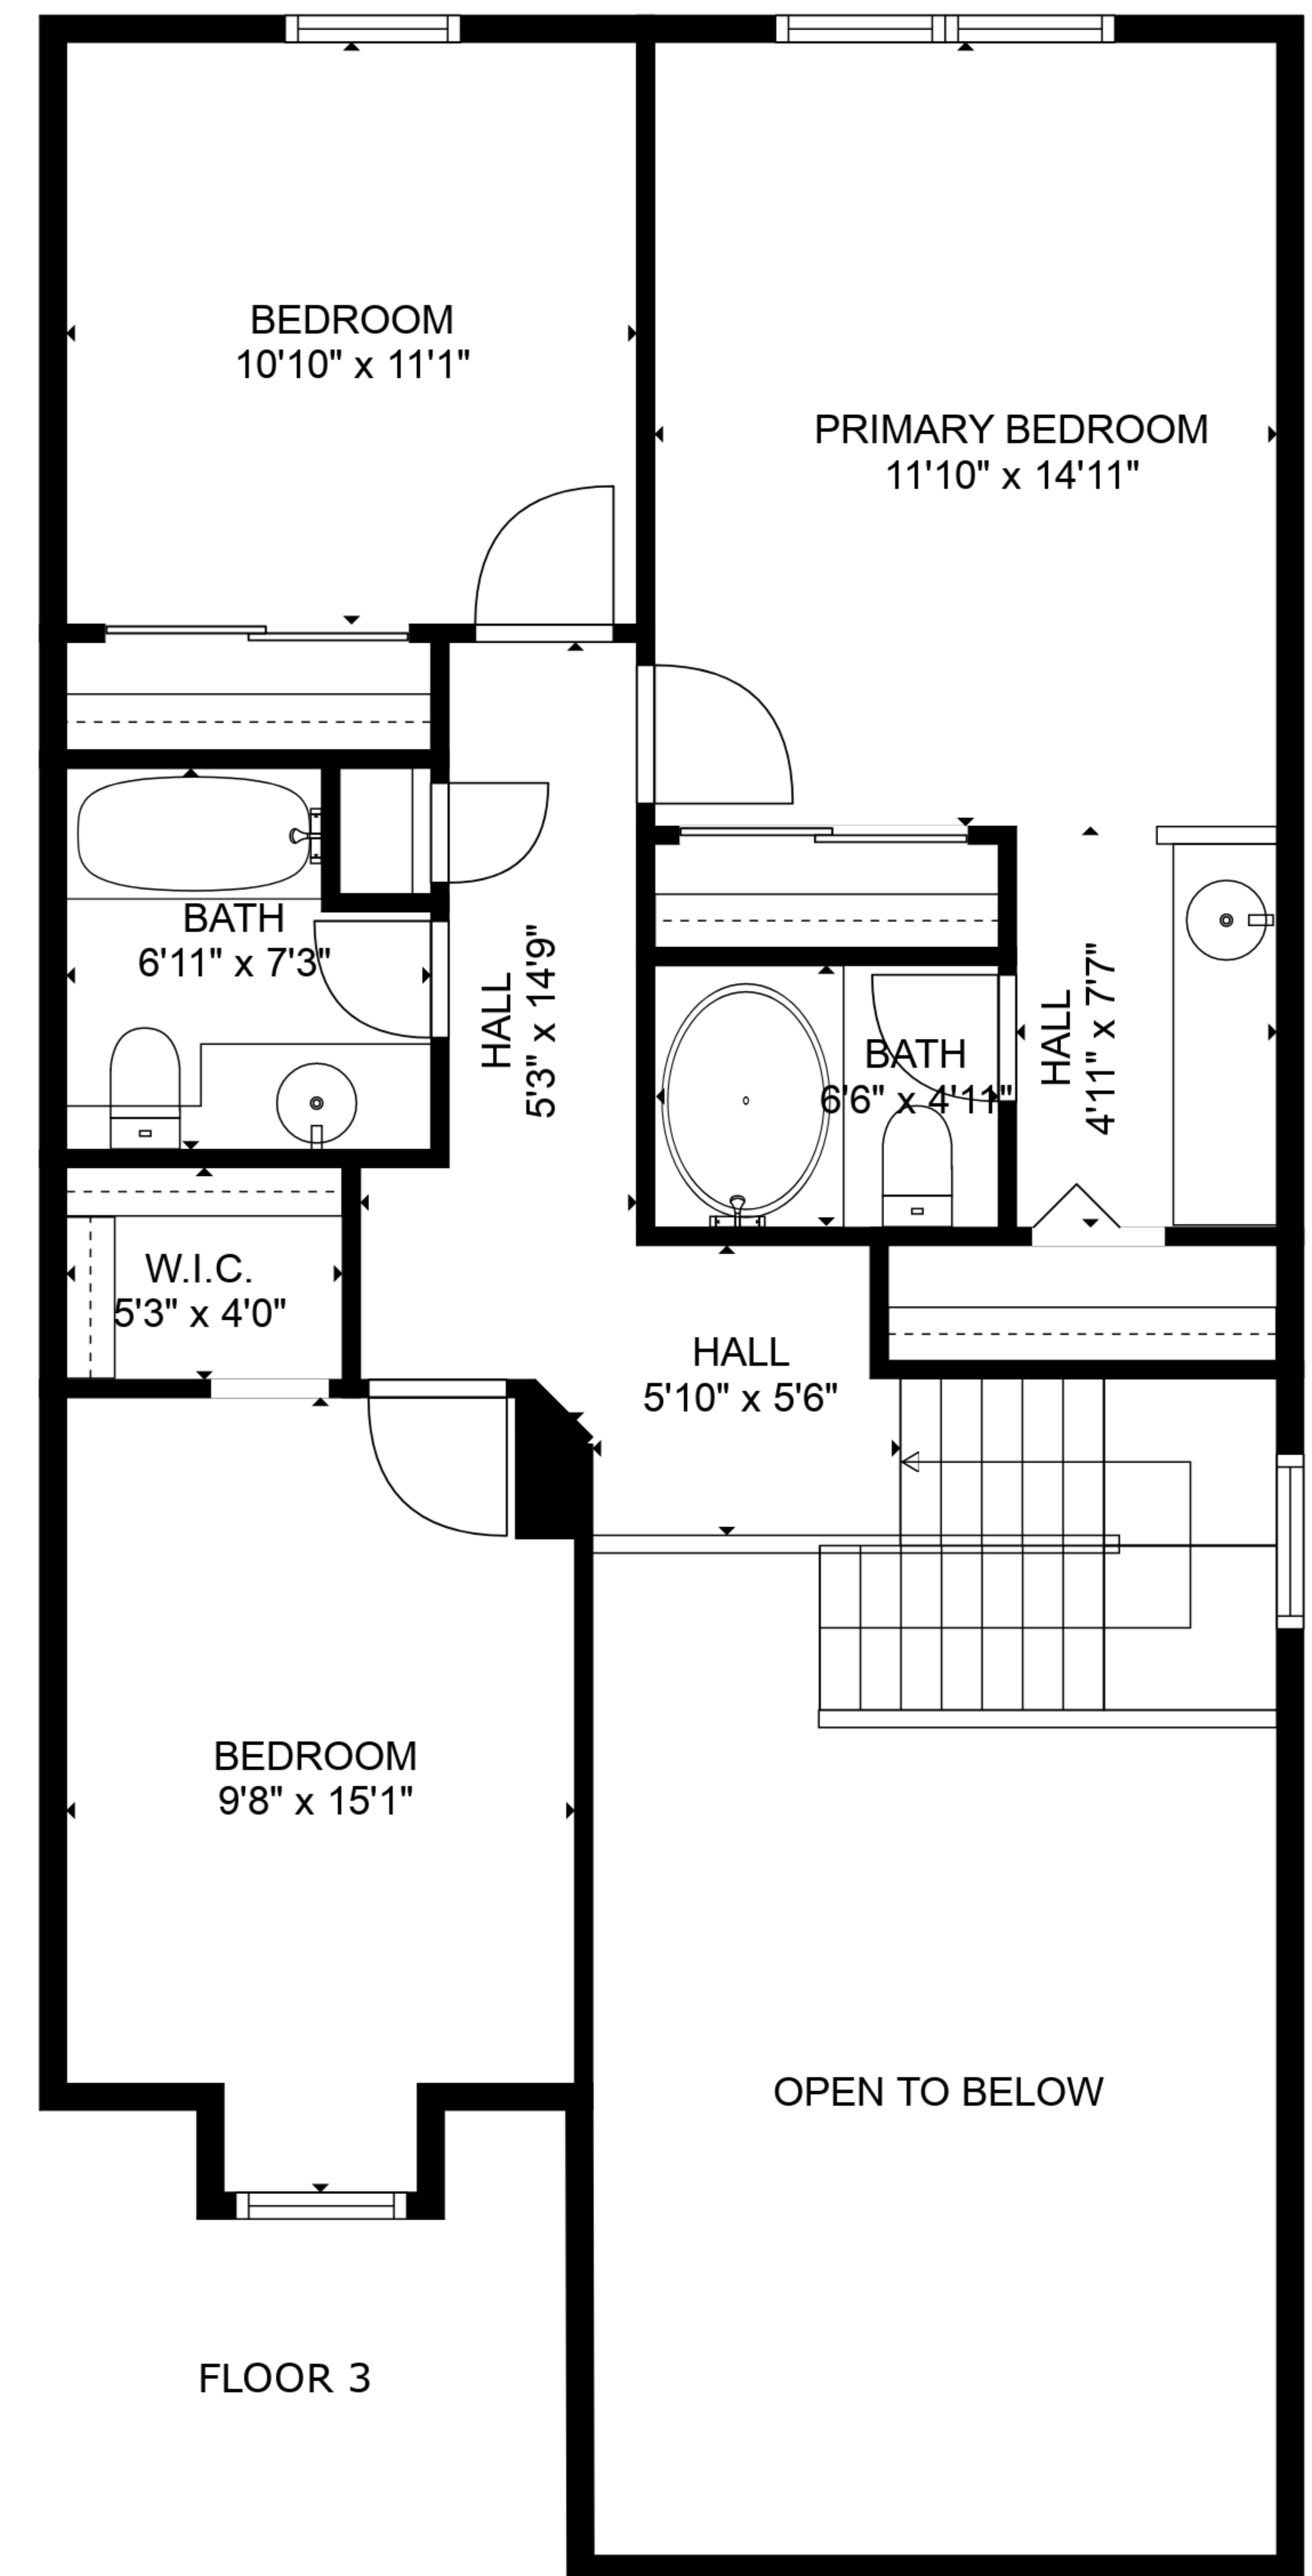 BEDROOM
10'10" x 11'1"
PRIMARY BEDROOM
11'10" x 14'11"
BATH
6'11" x 7'3"
HALL
5'3" x 14'9"
BATH
6'6" x 4'11"
HALL
4'11" x 7'7"
W.I.C.
5'3" x 4'0"
HALL
5'10" x 5'6"
BEDROOM
9'8" x 15'1"
OPEN TO BELOW
FLOOR 3